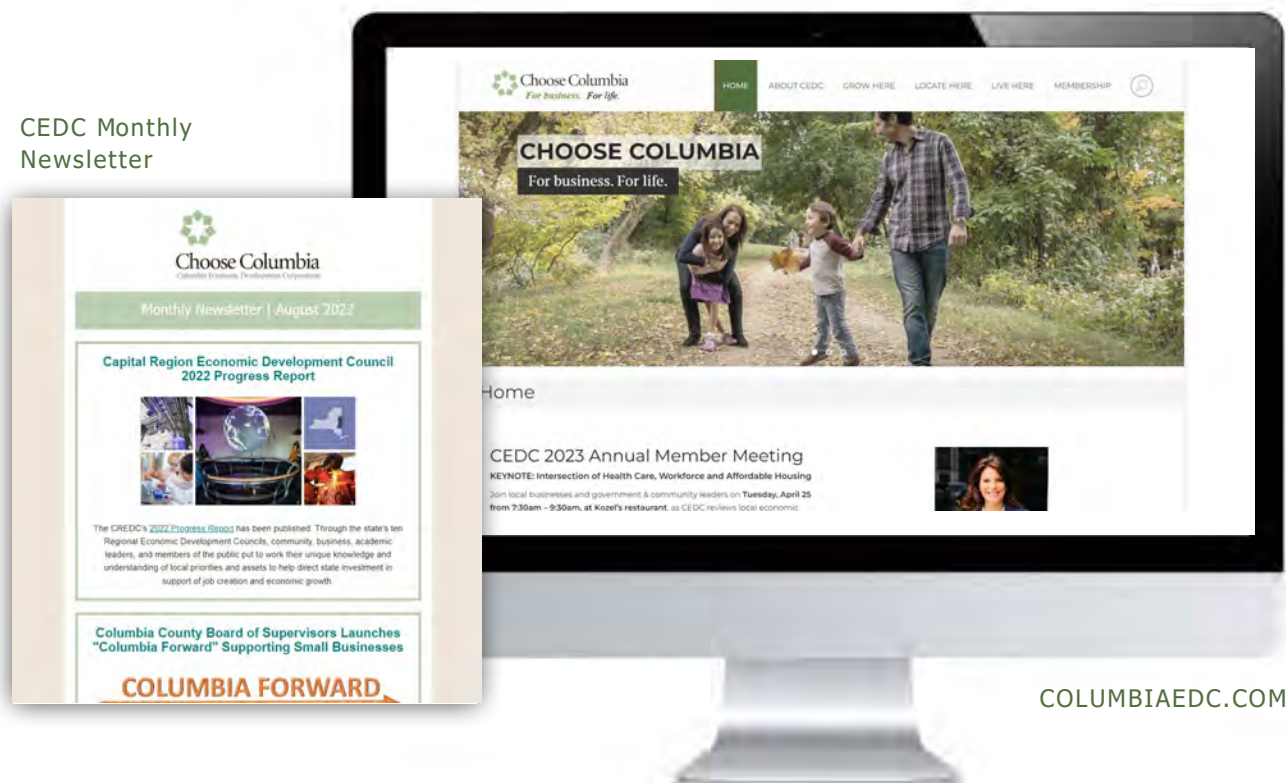 CEDC Monthly
Newsletter
Choose Columbia
Columbia Economic Development Corporation
Monthly Newsletter | August 2022
Capital Region Economic Development Council
2022 Progress Report
The CREDC's 2022 Progress Report has been published. Through the state's ten
Regional Economic Development Councils, community, business, academic
leaders, and members of the public put to work their unique knowledge and
understanding of local priorities and assets to help direct state investment in
support of job creation and economic growth.
Columbia County Board of Supervisors Launches
"Columbia Forward" Supporting Small Businesses
COLUMBIA FORWARD
Choose Columbia
For business. For life.
HOME ABOUT CEDC GROW HERE LOCATE HERE LIVE HERE MEMBERSHIP
CHOOSE COLUMBIA
For business. For life.
Home
CEDC 2023 Annual Member Meeting
KEYNOTE: Intersection of Health Care, Workforce and Affordable Housing
Join local businesses and government & community leaders on Tuesday, April 25
from 7:30am - 9:30am, at Kozel's restaurant, as CEDC reviews local economic
COLUMBIAEDC.COM